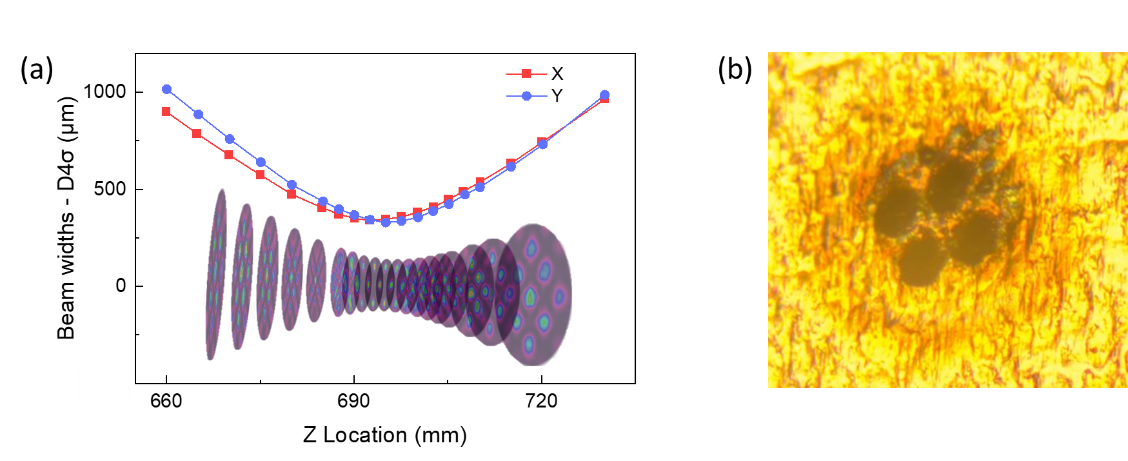 (a)
(b)
X
Y
Beam widths - D4σ (μm)
1000
500
0
660
690
720
Z Location (mm)